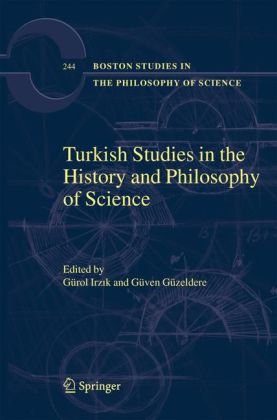 244 BOSTON STUDIES IN
THE PHILOSOPHY OF SCIENCE
Turkish Studies in the
History and Philosophy
of Science
Edited by
Gürol Irzık and Güven Güzeldere
Springer